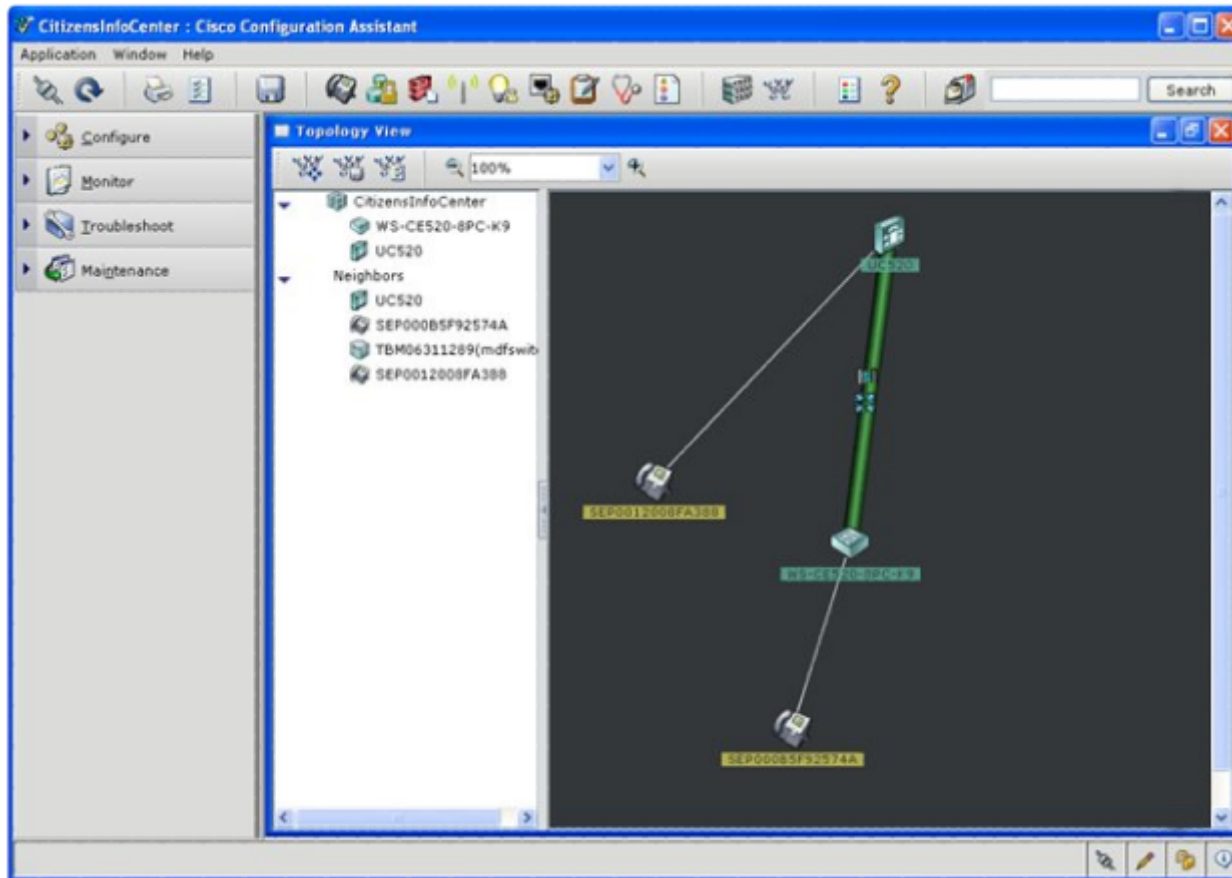 CitizensInfoCenter : Cisco Configuration Assistant
Application Window Help
Search
Configure
Monitor
Troubleshoot
Maintenance
Topology View
100%
CitizensInfoCenter
WS-CE520-8PC-K9
UC520
Neighbors
UC520
SEP000B5F92574A
TBM06311289(mdfswit
SEP0012008FA388
UC520
SEP0012008FA388
WS-CE520-8PC-K9
SEP000B5F92574A